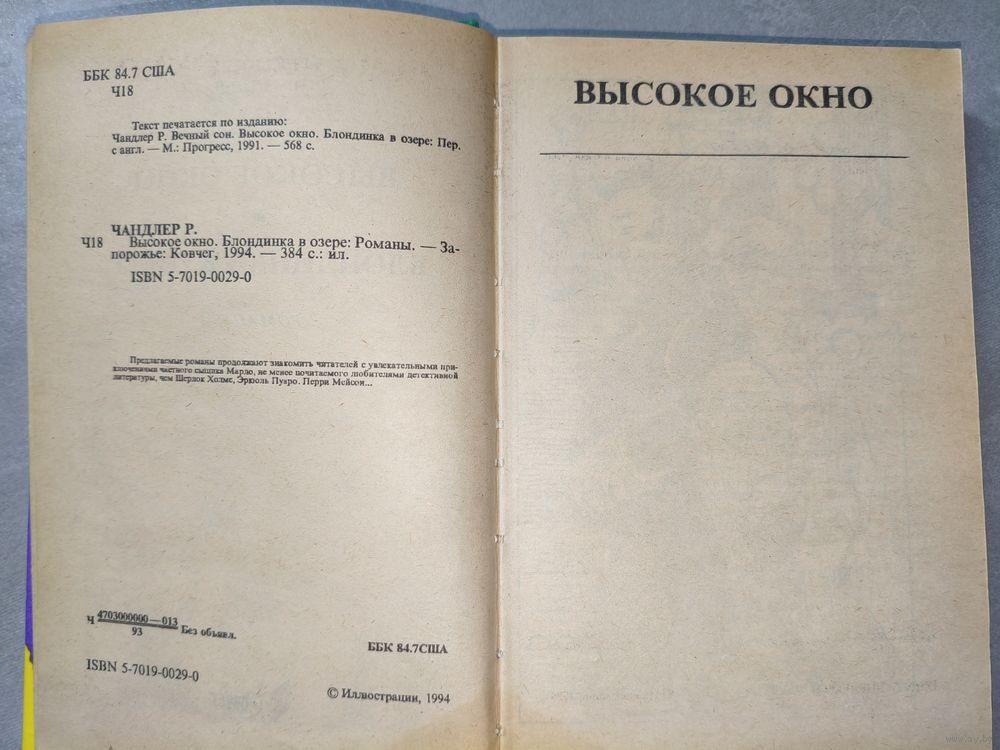 ББК 84.7 США
Ч18
Текст печатается по изданию:
Чандлер Р. Вечный сон. Высокое окно. Блондинка в озере: Пер.
с англ. — М.: Прогресс, 1991. — 568 с.
ЧАНДЛЕР Р.
Ч18 Высокое окно. Блондинка в озере: Романы. — За-
порожье: Ковчег, 1994. — 384 с.: ил.
ISBN 5-7019-0029-0
Предлагаемые романы продолжают знакомить читателей с увлекательными при-
ключениями частного сыщика Марло, не менее почитаемого любителями детективной
литературы, чем Шерлок Холмс, Эркюль Пуаро, Перри Мейсон...
Ч 4703000000—013
93 Без объявл.
ББК 84.7США
ISBN 5-7019-0029-0
© Иллюстрации, 1994
ВЫСОКОЕ ОКНО